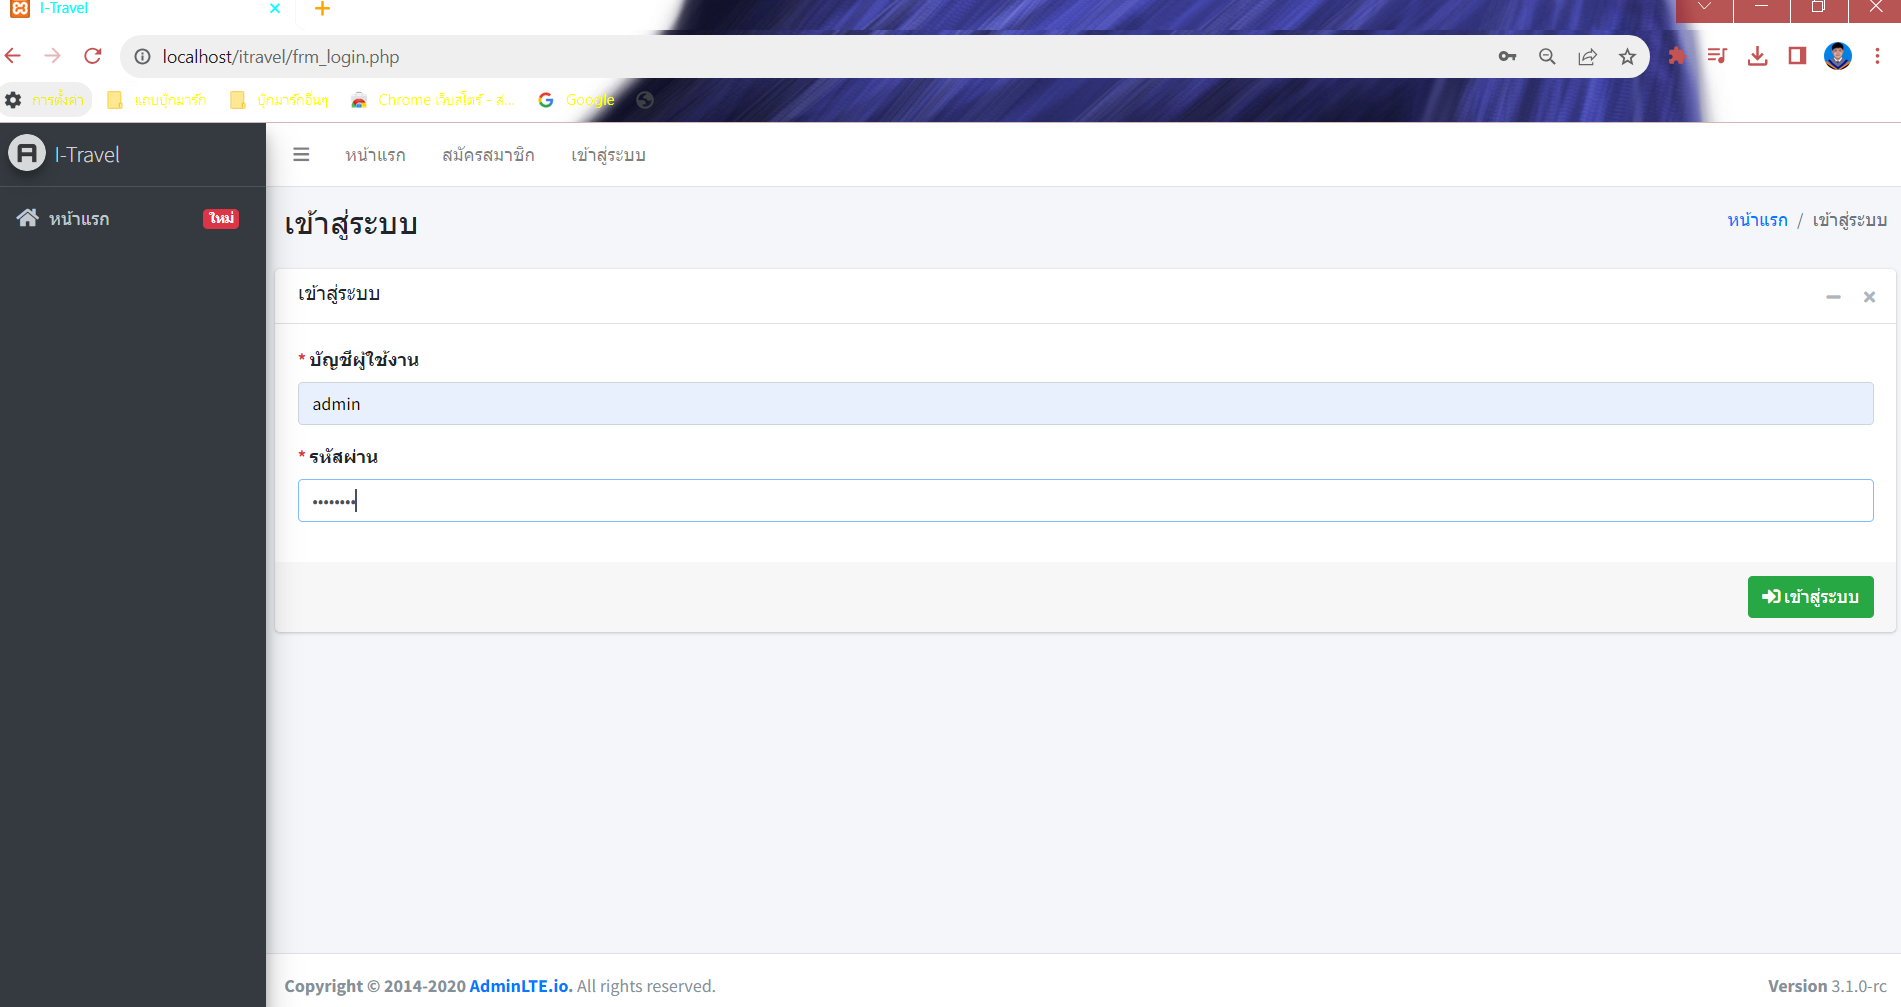 I-Travel
localhost/itravel/frm_login.php
การตั้งค่า แถบบุ๊กมาร์ก บุ๊กมาร์กอื่นๆ Chrome เว็บสโตร์ - ส... Google
I-Travel
หน้าแรก สมัครสมาชิก เข้าสู่ระบบ
หน้าแรก ใหม่
เข้าสู่ระบบ
หน้าแรก / เข้าสู่ระบบ
เข้าสู่ระบบ
* บัญชีผู้ใช้งาน
admin
* รหัสผ่าน
••••••••
เข้าสู่ระบบ
Copyright © 2014-2020 AdminLTE.io. All rights reserved.
Version 3.1.0-rc